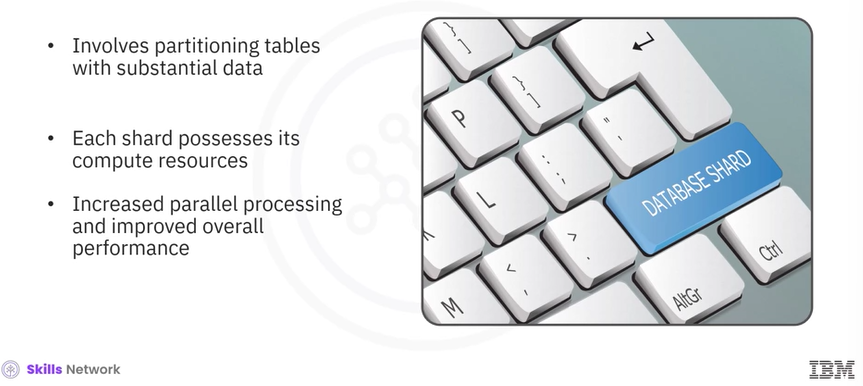 • Involves partitioning tables
with substantial data
• Each shard possesses its
compute resources
• Increased parallel processing
and improved overall
performance
}
]
P
}
]
"
'
L
:
;
DATABASE SHARD
K
>
.
<
,
M
AltGr
Ctrl
Skills Network
IBM